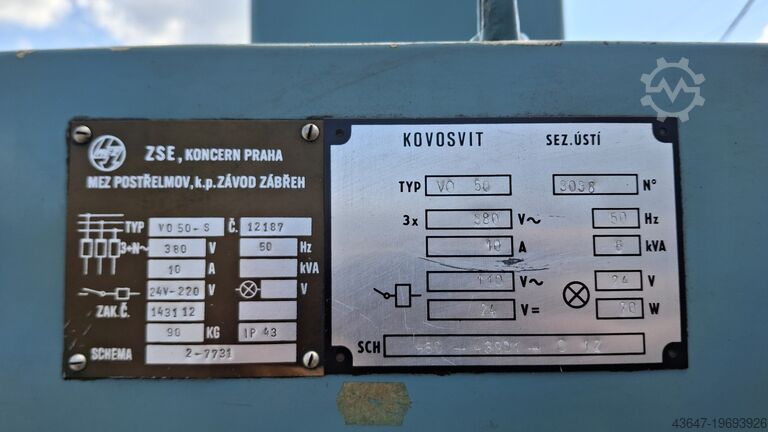 ZSE, KONCERN PRAHA
MEZ POSTŘELMOV, k.p. ZÁVOD ZÁBŘEH
TYP VO 50-S Č. 12187
3+N~ 380 V 50 Hz
10 A kVA
24V-220 V V
ZAK.Č. 1431 12
90 KG IP 43
SCHEMA 2-7731
KOVOSVIT SEZ.ÚSTÍ
TYP VO 50 3038 N°
3x 380 V~ 50 Hz
10 A 6 kVA
110 V~ 24 V
24 V= W
SCH
43647-19693926